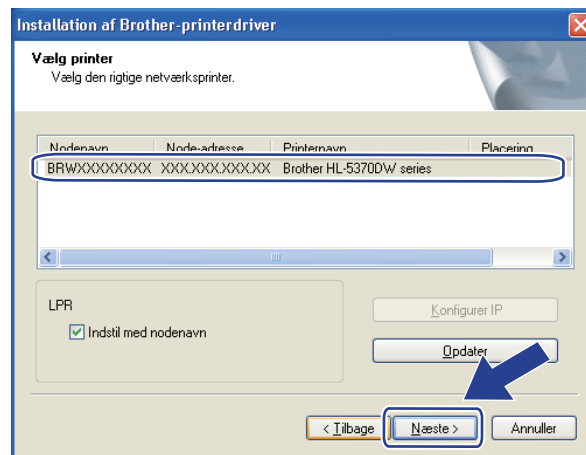 Installation af Brother-printerdriver
Vælg printer
Vælg den rigtige netværksprinter.
Nodenavn Node-adresse Printernavn Placering
BRWXXXXXXXXX XXX.XXX.XXX.XX Brother HL-5370DW series
LPR
Indstil med nodenavn
Konfigurer IP
Opdater
< Tilbage Næste > Annuller